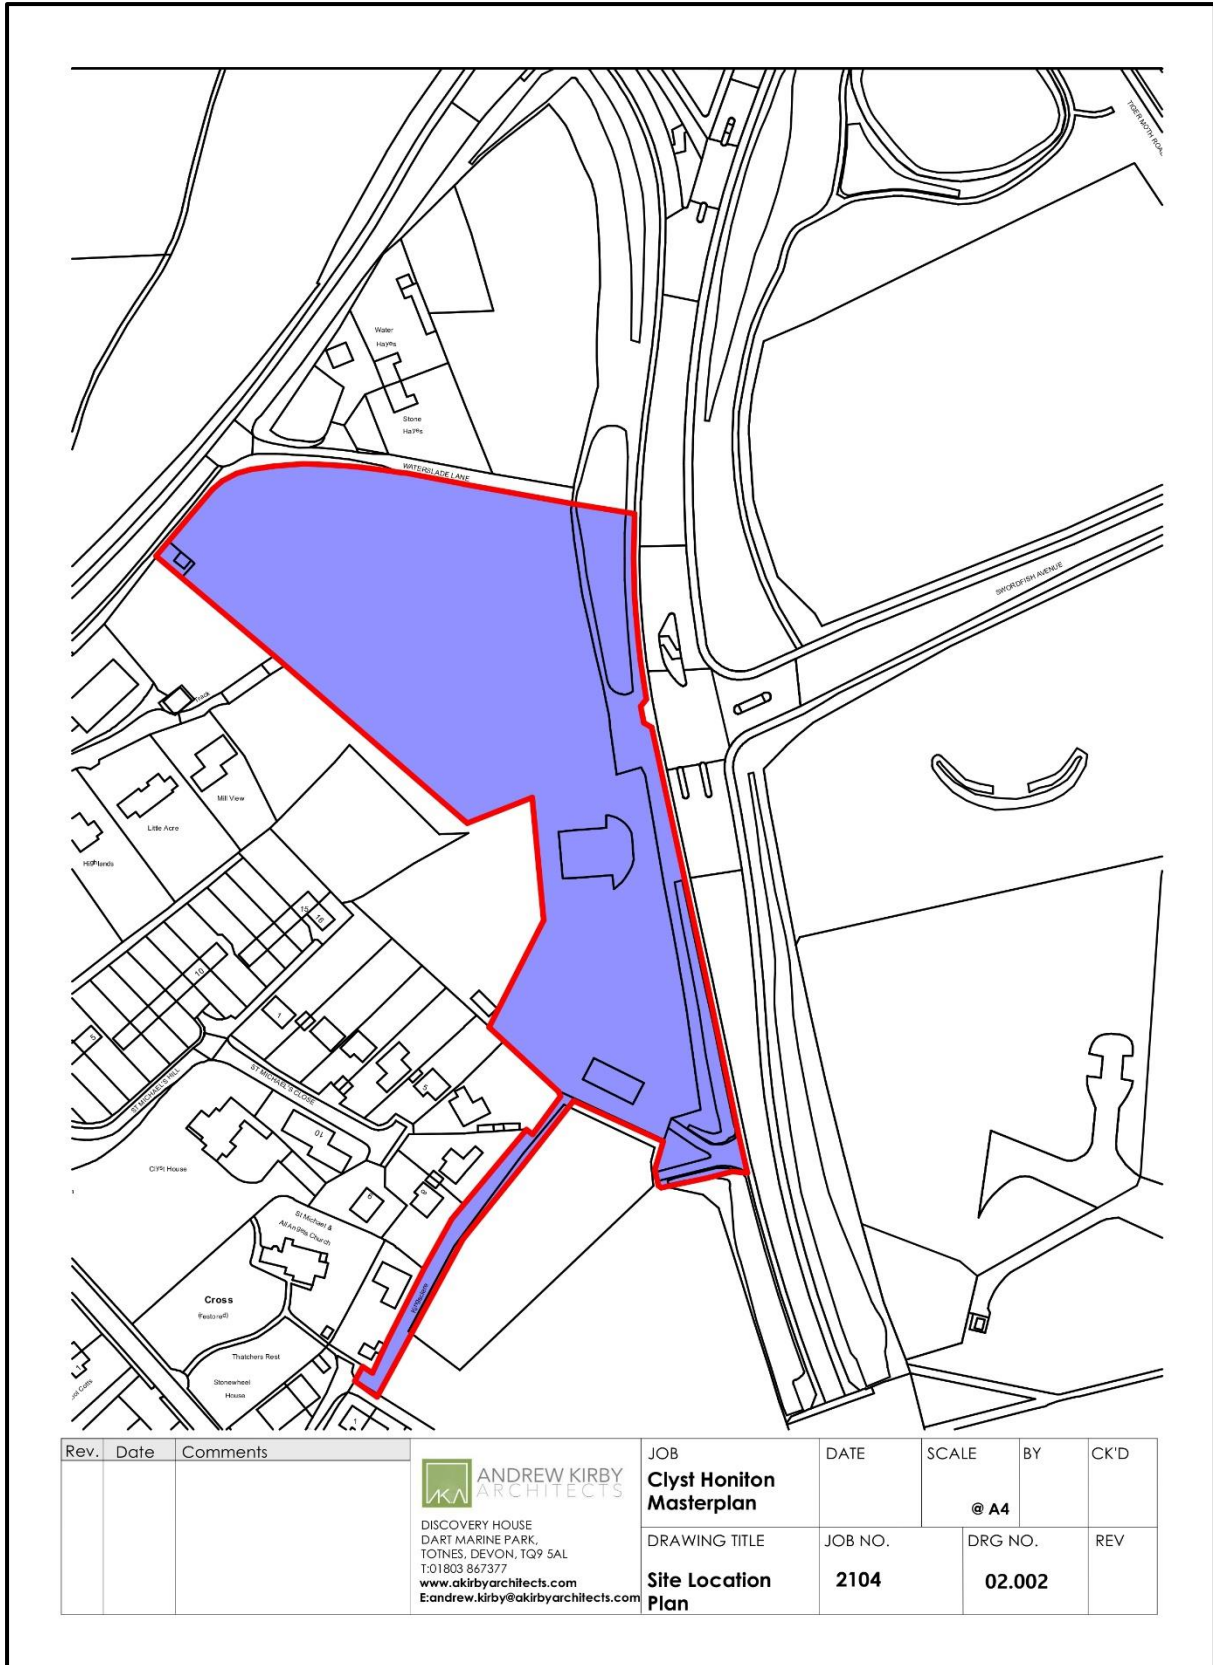 TIGER MOTH ROAD
Water
Hayes
Stone
Hayes
WATERSLADE LANE
SWORDFISH AVENUE
Track
Mill View
Little Acre
Highlands
15
16
10
5
1
5
ST MICHAEL'S HILL
ST MICHAEL'S CLOSE
10
Clyst House
8
9
St Michael &
All Angels Church
Cross
(restored)
Thatchers Rest
Stonewheel
House
1
1
Rev.
Date
Comments
AKA
ANDREW KIRBY
ARCHITECTS
DISCOVERY HOUSE
DART MARINE PARK,
TOTNES, DEVON, TQ9 5AL
T:01803 867377
www.akirbyarchitects.com
E:andrew.kirby@akirbyarchitects.com
JOB
Clyst Honiton
Masterplan
DATE
SCALE
@ A4
BY
CK'D
DRAWING TITLE
Site Location
Plan
JOB NO.
2104
DRG NO.
02.002
REV